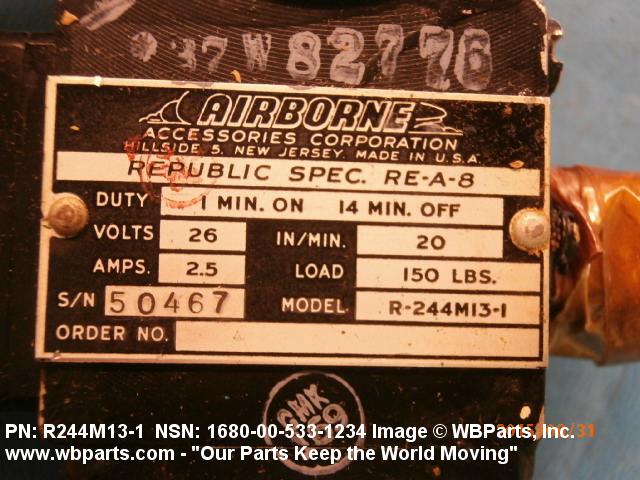 37 W 82776
AIRBORNE
ACCESSORIES CORPORATION
HILLSIDE 5, NEW JERSEY, MADE IN U.S.A.
REPUBLIC SPEC. RE-A-8
DUTY 1 MIN. ON 14 MIN. OFF
VOLTS 26 IN/MIN. 20
AMPS. 2.5 LOAD 150 LBS.
S/N 50467 MODEL R-244M13-1
ORDER NO.
CMK
PN: R244M13-1 NSN: 1680-00-533-1234 Image © WBParts, Inc.
www.wbparts.com - "Our Parts Keep the World Moving"